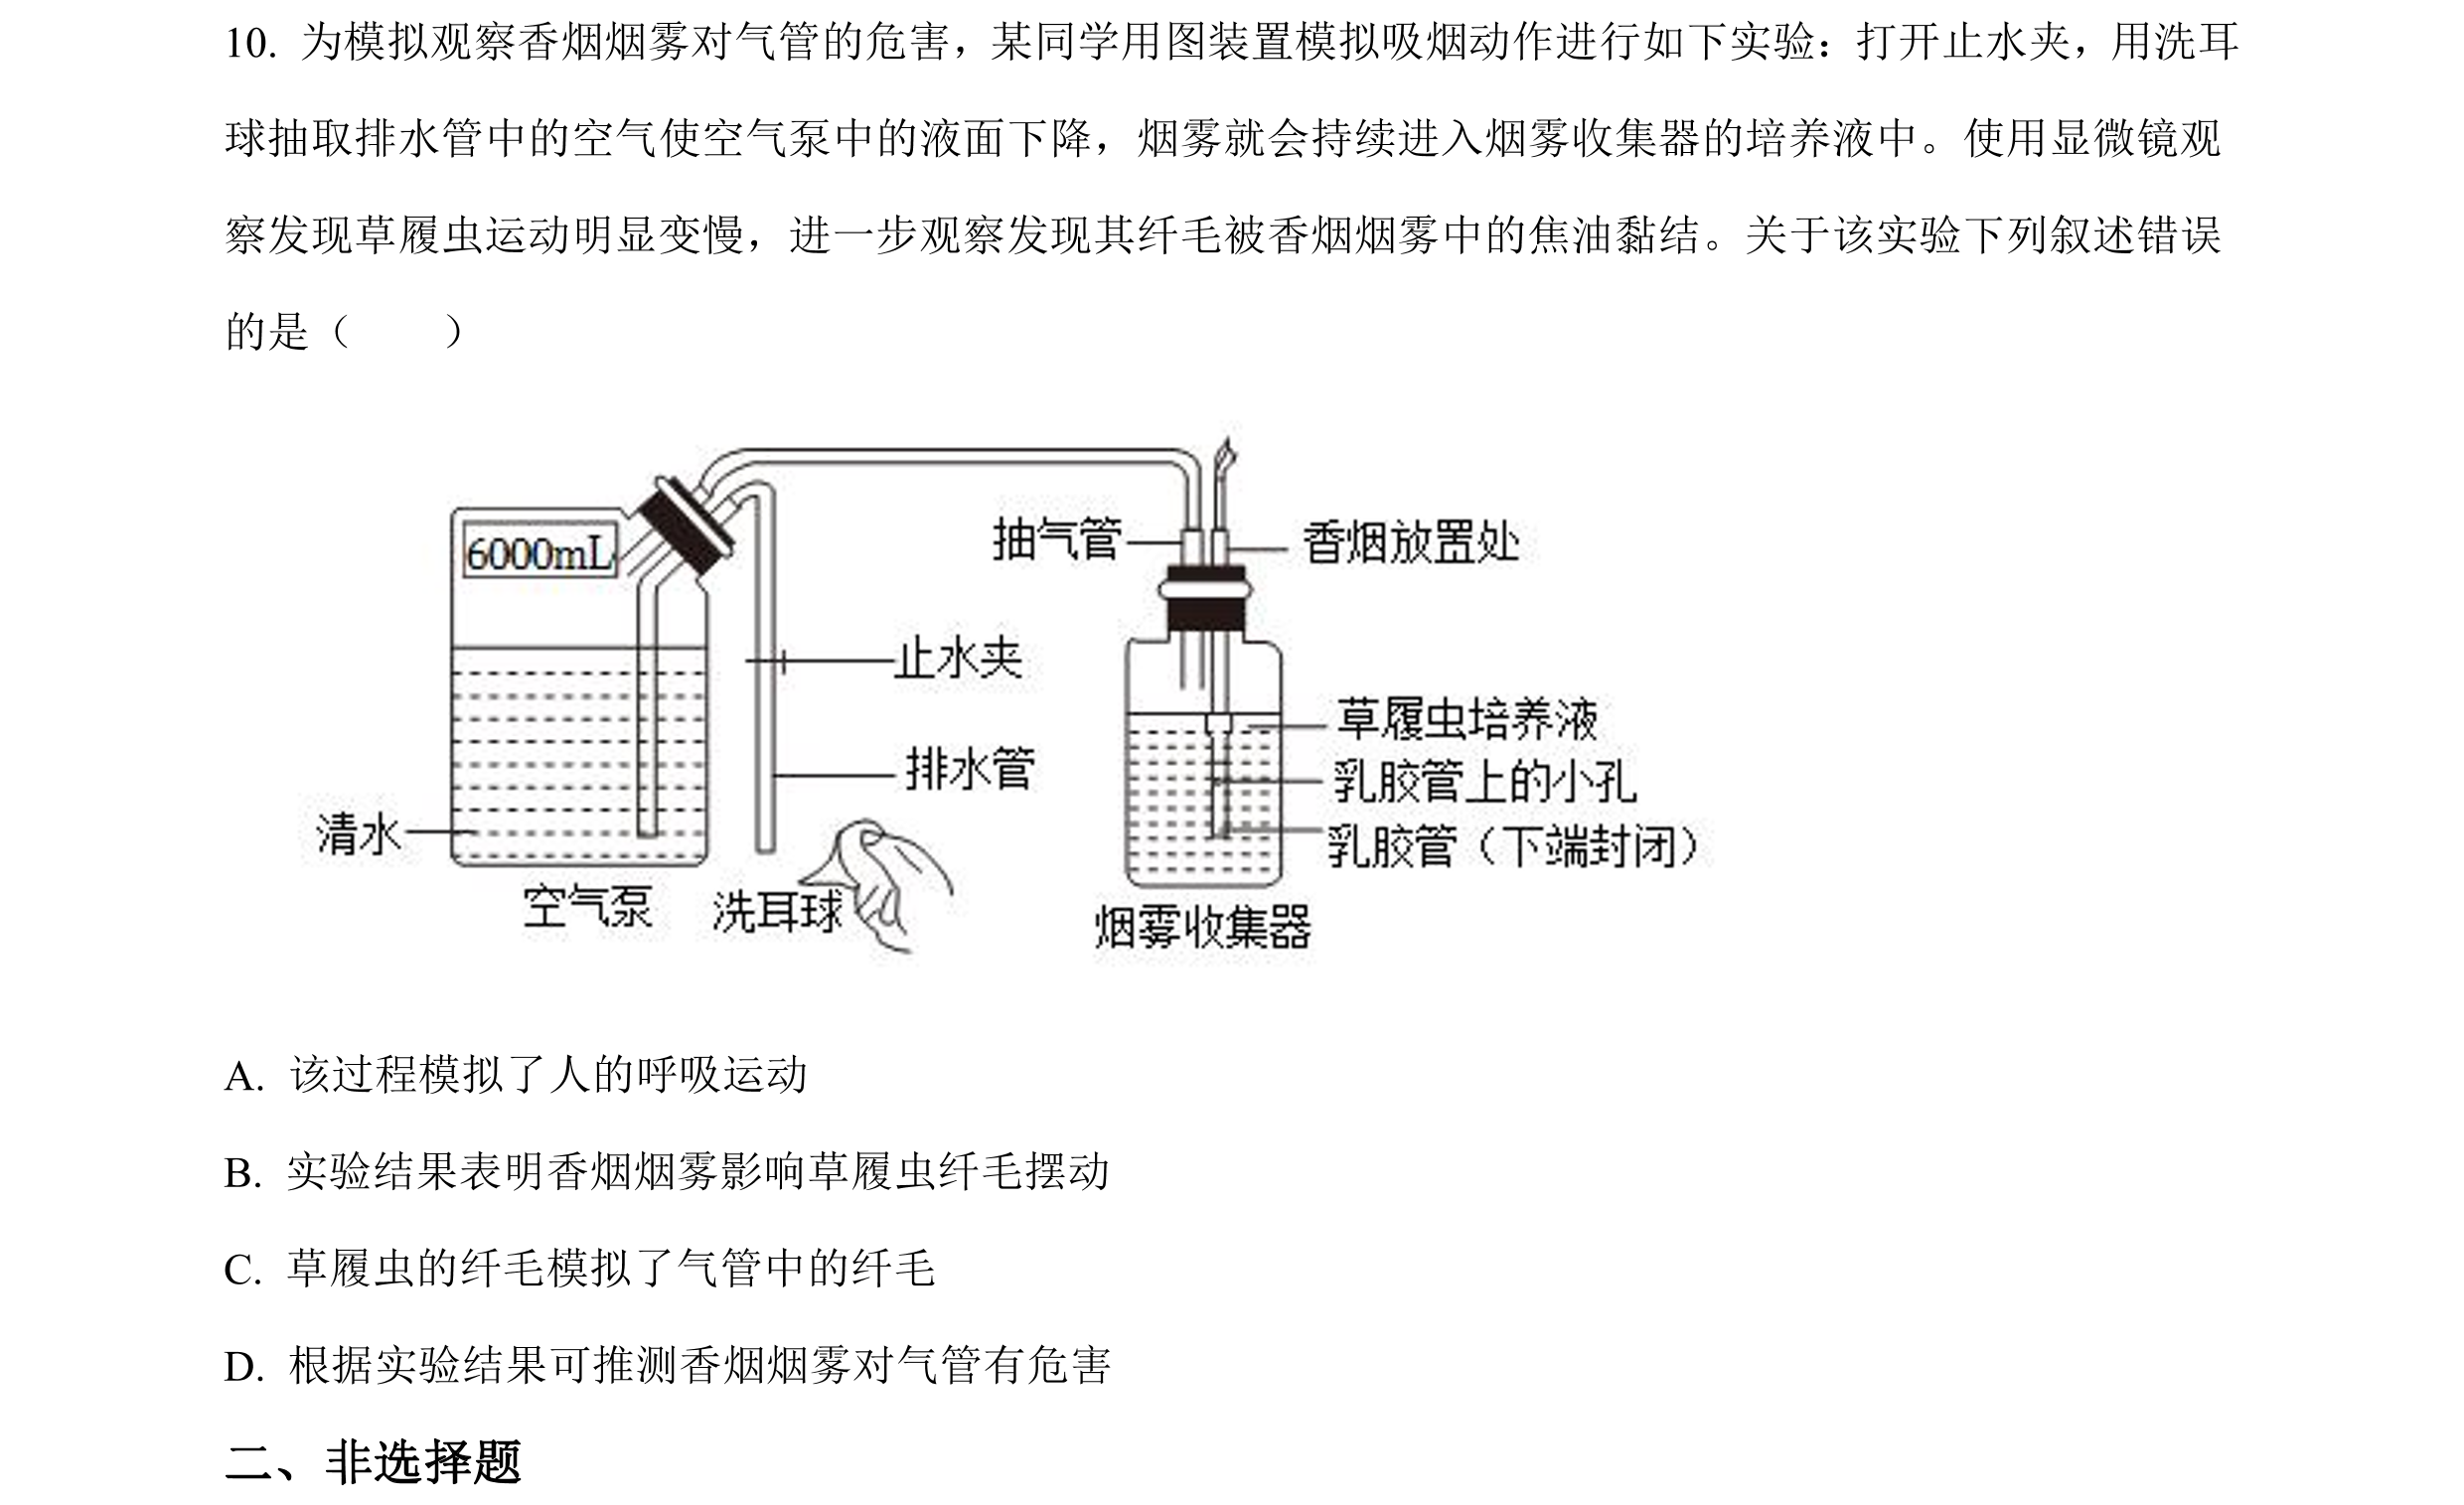 10. 为模拟观察香烟烟雾对气管的危害，某同学用图装置模拟吸烟动作进行如下实验：打开止水夹，用洗耳
球抽取排水管中的空气使空气泵中的液面下降，烟雾就会持续进入烟雾收集器的培养液中。使用显微镜观
察发现草履虫运动明显变慢，进一步观察发现其纤毛被香烟烟雾中的焦油黏结。关于该实验下列叙述错误
的是（　　）
6000mL
抽气管
香烟放置处
止水夹
草履虫培养液
排水管
乳胶管上的小孔
清水
乳胶管（下端封闭）
空气泵
洗耳球
烟雾收集器
A. 该过程模拟了人的呼吸运动
B. 实验结果表明香烟烟雾影响草履虫纤毛摆动
C. 草履虫的纤毛模拟了气管中的纤毛
D. 根据实验结果可推测香烟烟雾对气管有危害
二、非选择题